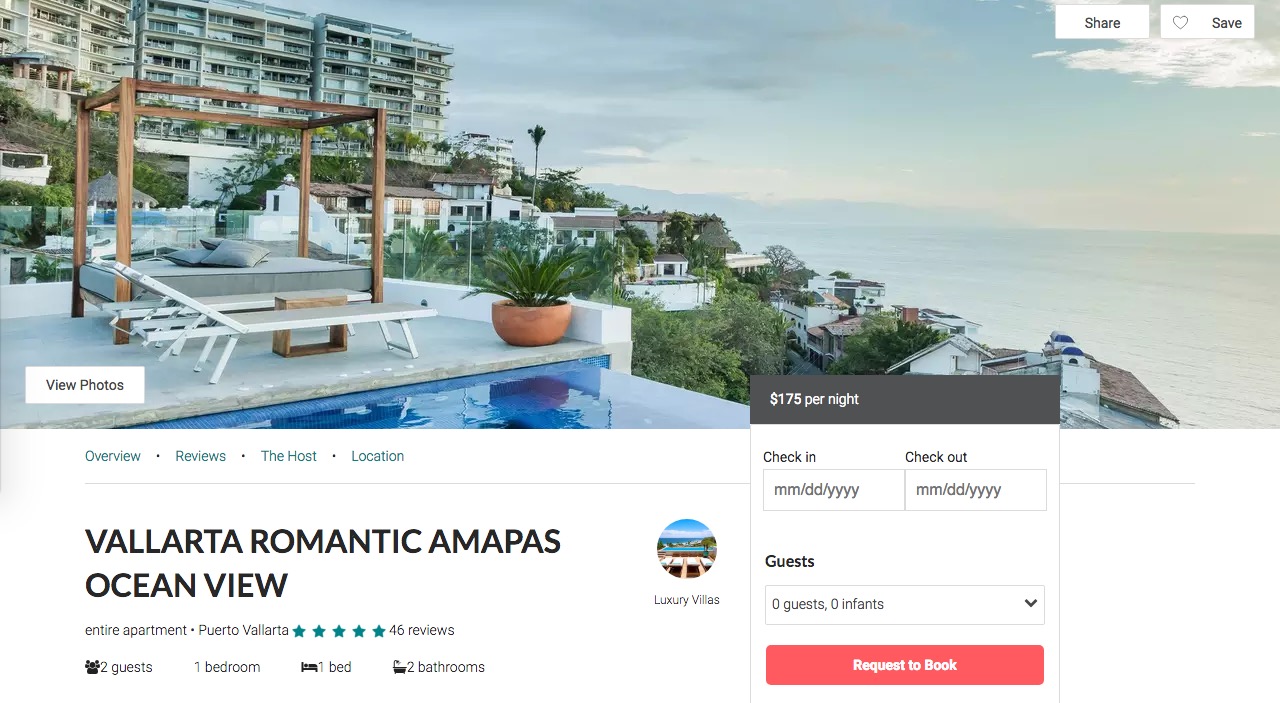 Share
Save
View Photos
$175 per night
Overview • Reviews • The Host • Location
Check in
Check out
mm/dd/yyyy
mm/dd/yyyy
VALLARTA ROMANTIC AMAPAS
OCEAN VIEW
Luxury Villas
entire apartment • Puerto Vallarta 46 reviews
2 guests 1 bedroom 1 bed 2 bathrooms
Guests
0 guests, 0 infants
Request to Book